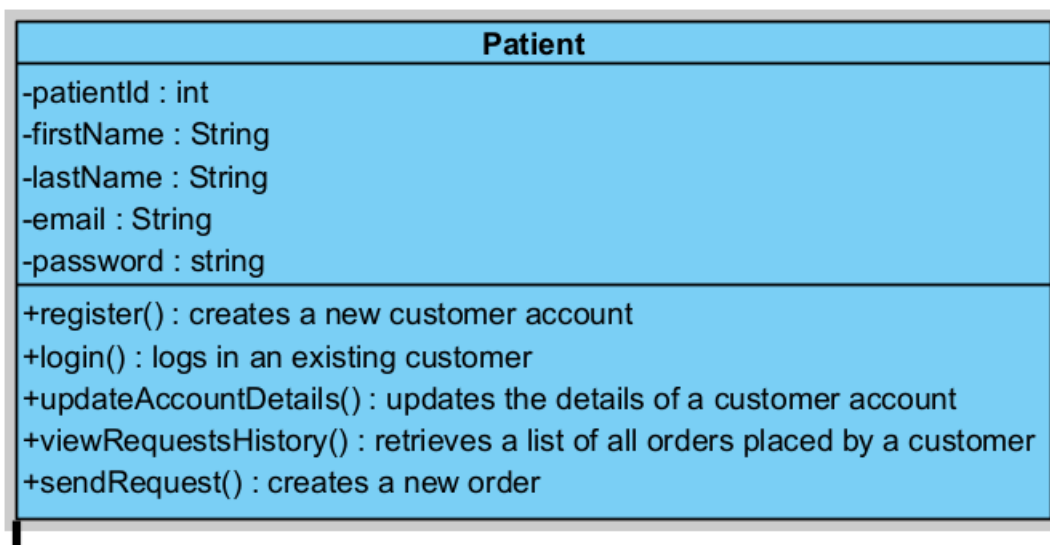 Patient
-patientId : int
-firstName : String
-lastName : String
-email : String
-password : string
+register() : creates a new customer account
+login() : logs in an existing customer
+updateAccountDetails() : updates the details of a customer account
+viewRequestsHistory() : retrieves a list of all orders placed by a customer
+sendRequest() : creates a new order